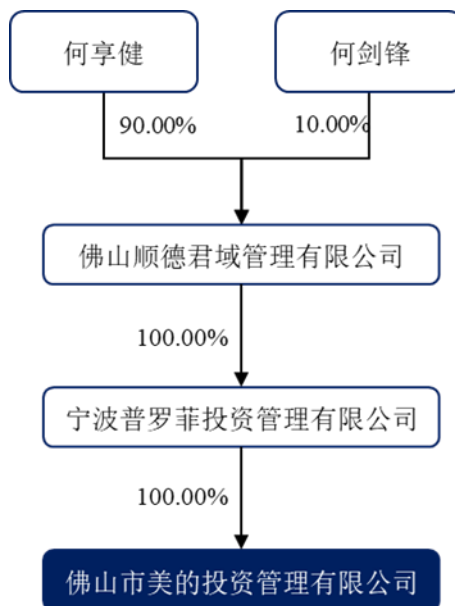 何享健
何剑锋
90.00%
10.00%
佛山顺德君域管理有限公司
100.00%
宁波普罗菲投资管理有限公司
100.00%
佛山市美的投资管理有限公司